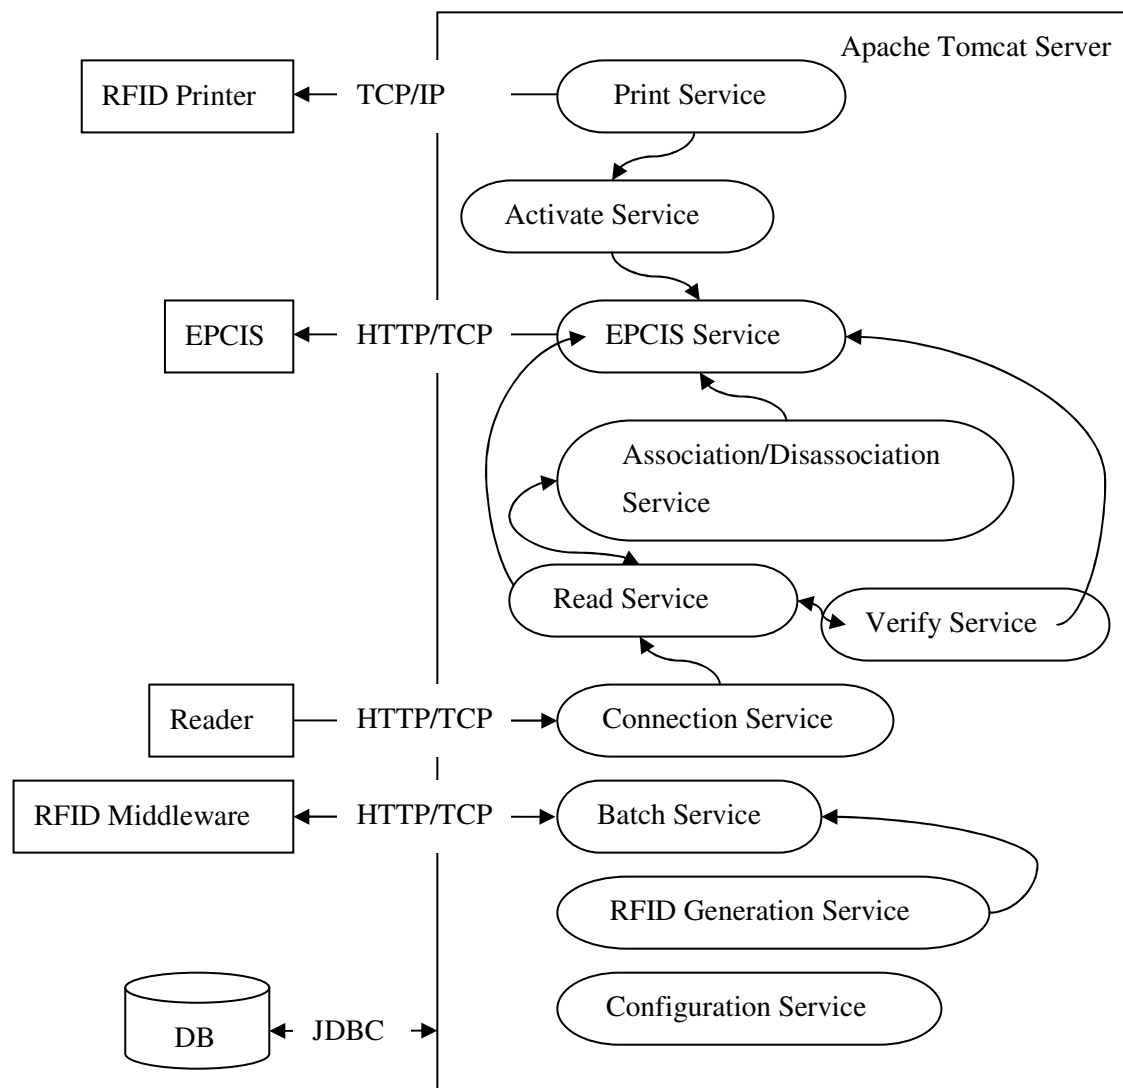 Apache Tomcat Server
RFID Printer
TCP/IP
Print Service
Activate Service
EPCIS
HTTP/TCP
EPCIS Service
Association/Disassociation
Service
Read Service
Verify Service
Reader
HTTP/TCP
Connection Service
RFID Middleware
HTTP/TCP
Batch Service
RFID Generation Service
Configuration Service
DB
JDBC